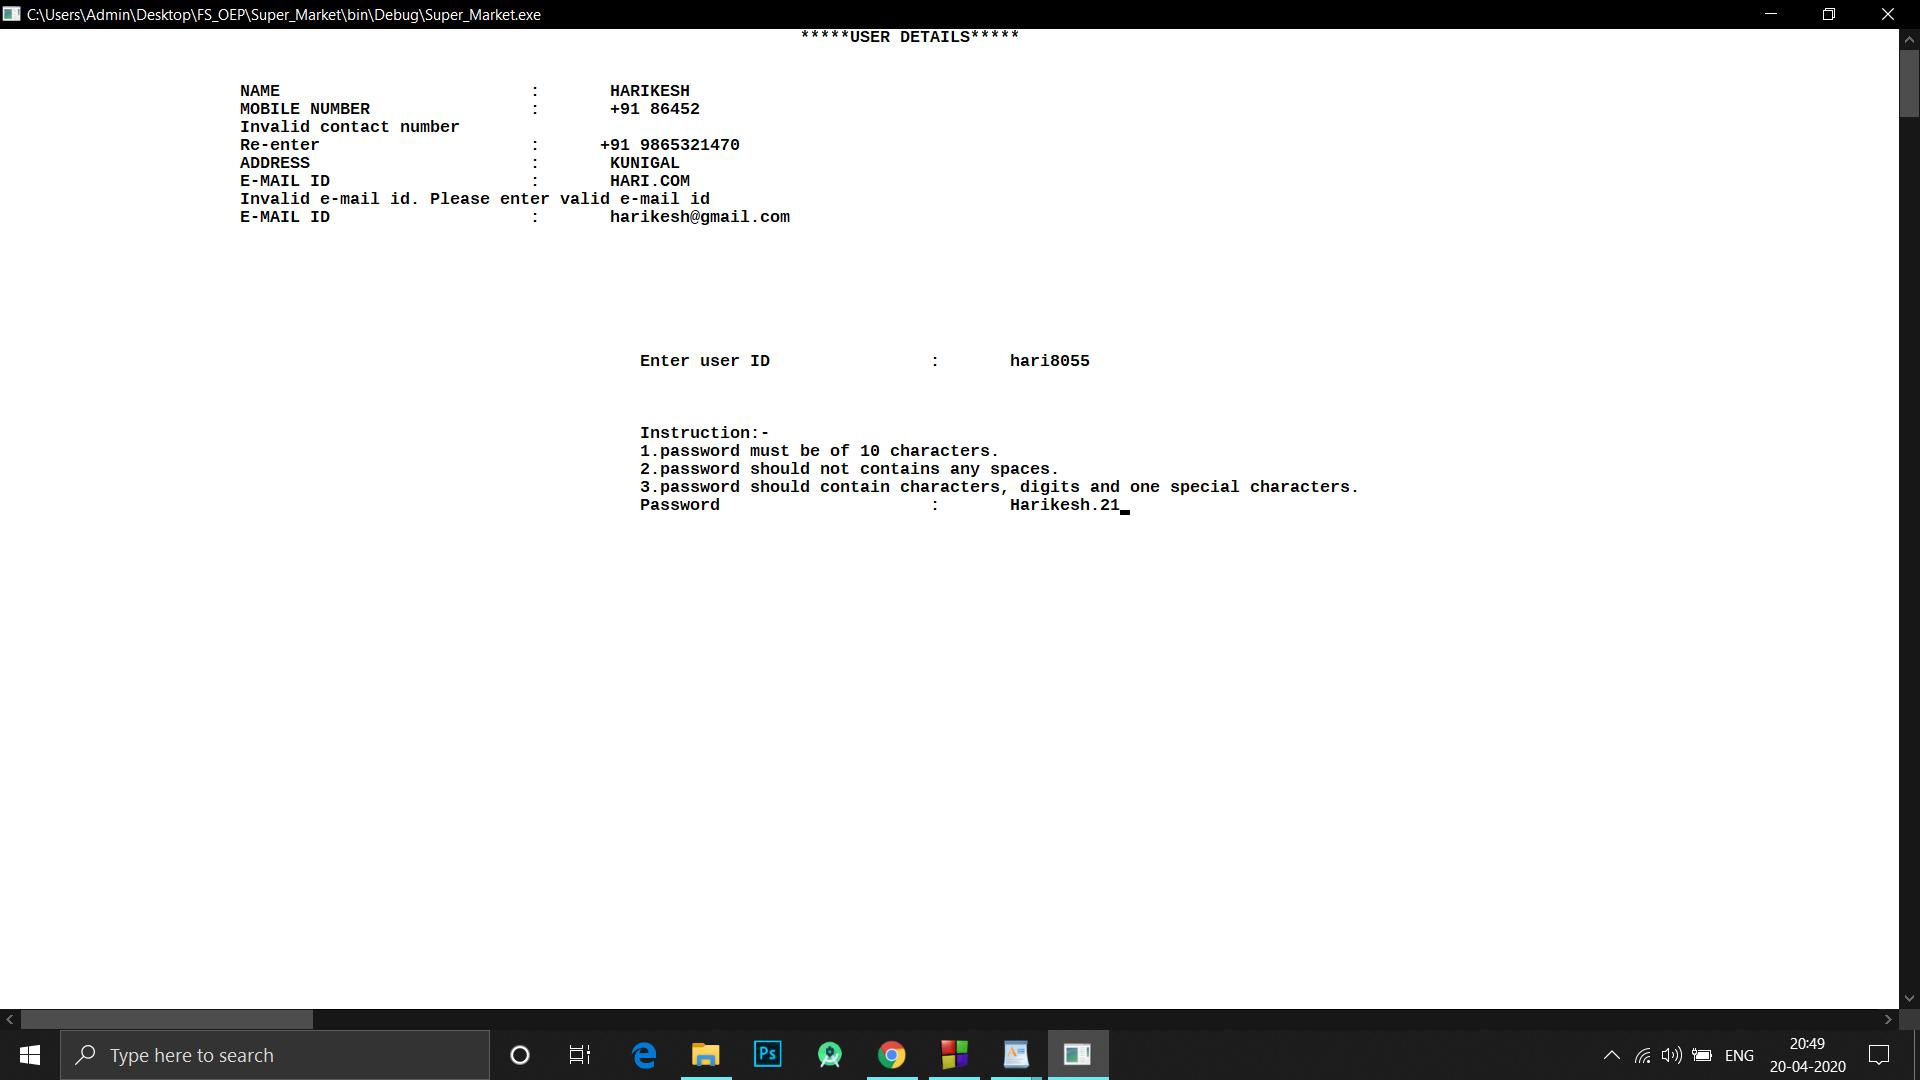 C:\Users\Admin\Desktop\FS_OEP\Super_Market\bin\Debug\Super_Market.exe
*****USER DETAILS*****
NAME : HARIKESH
MOBILE NUMBER : +91 86452
Invalid contact number
Re-enter : +91 9865321470
ADDRESS : KUNIGAL
E-MAIL ID : HARI.COM
Invalid e-mail id. Please enter valid e-mail id
E-MAIL ID : harikesh@gmail.com
Enter user ID : hari8055
Instruction:-
1.password must be of 10 characters.
2.password should not contains any spaces.
3.password should contain characters, digits and one special characters.
Password : Harikesh.21
Type here to search
Ps
ENG
20:49
20-04-2020